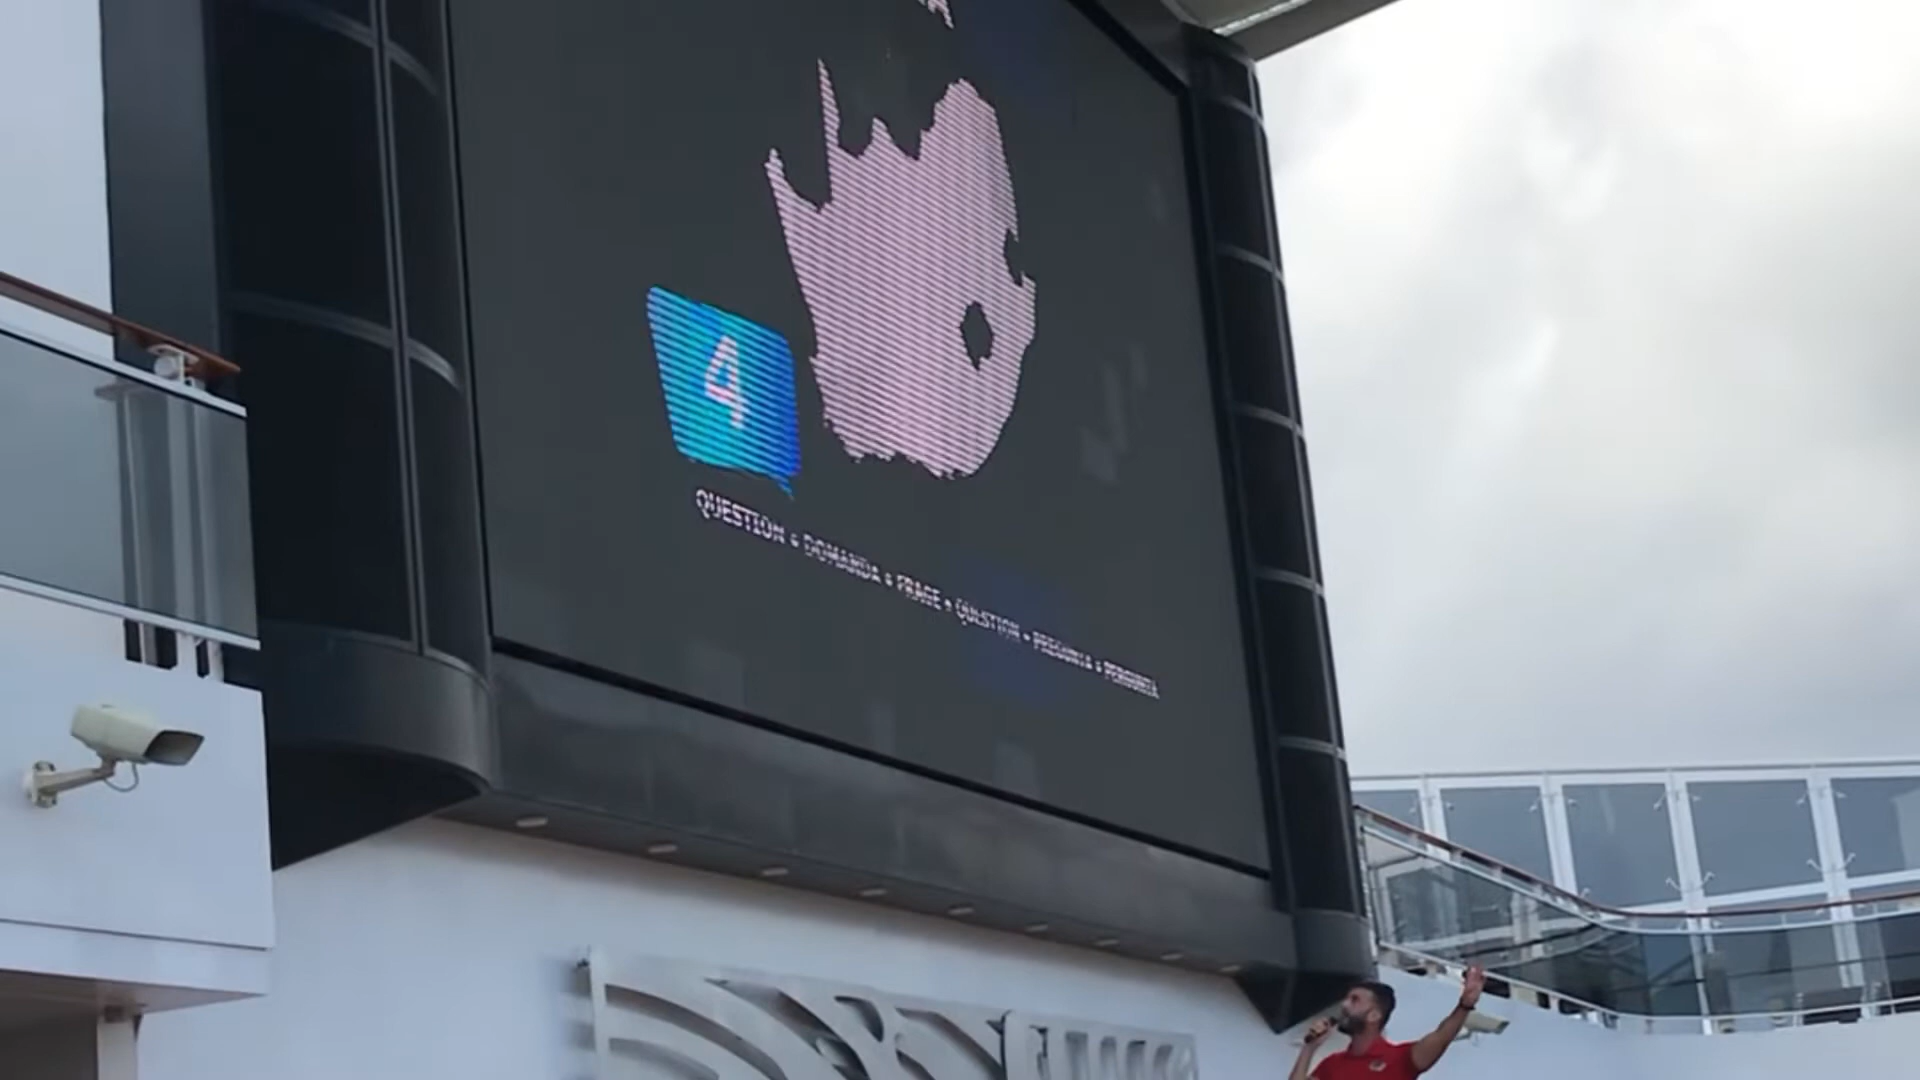 4
QUESTION • DOMANDA • FRAGE • QUESTION • PREGUNTA • PERGUNTA